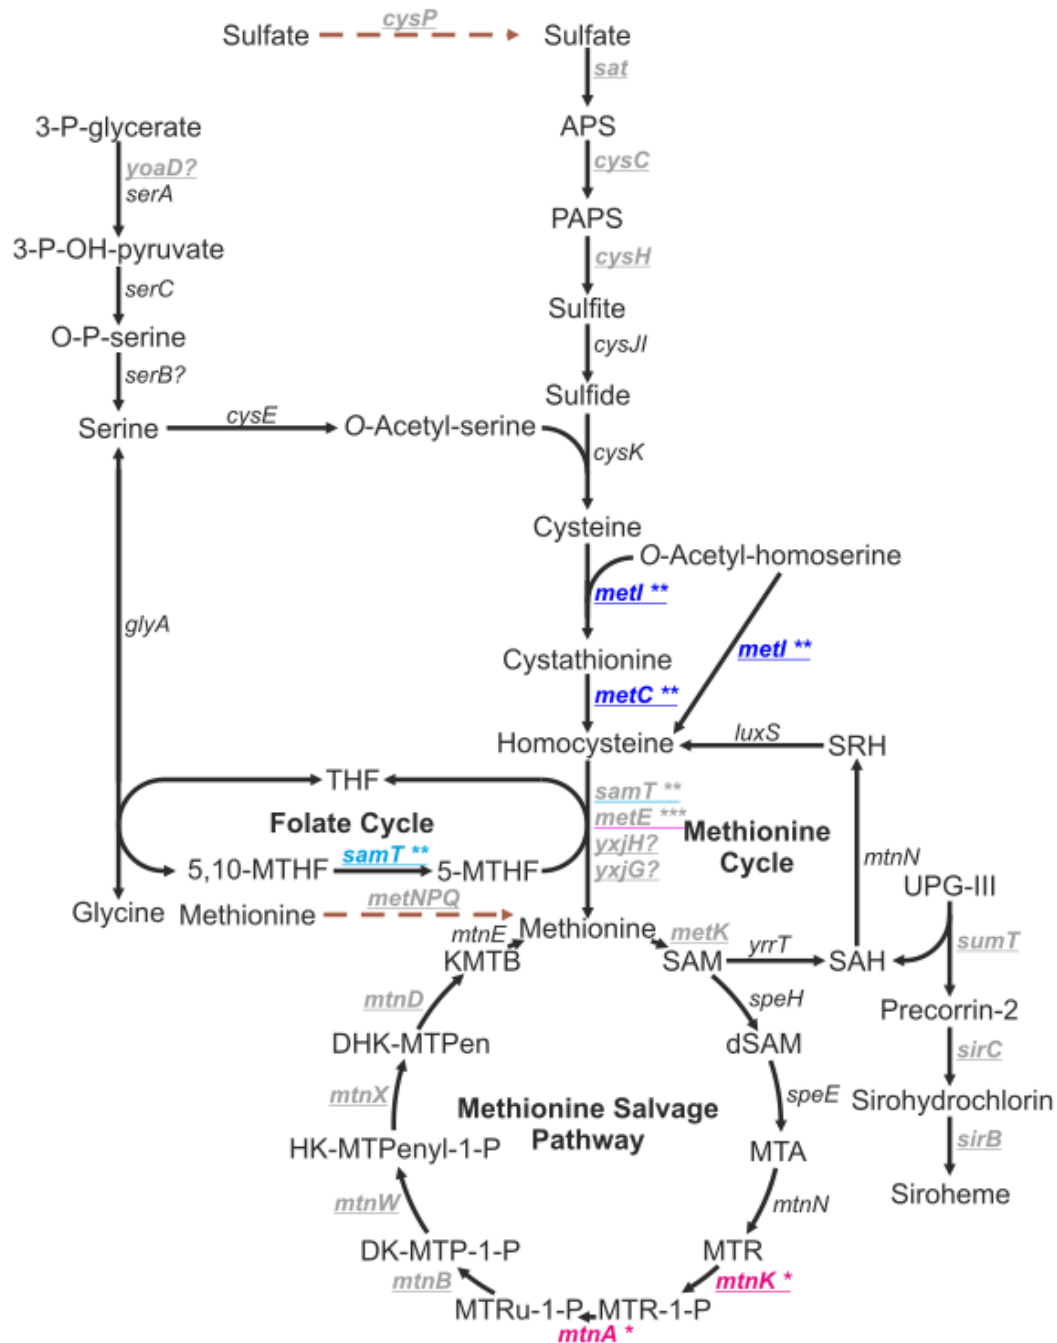 cysP
Sulfate Sulfate
sat
3-P-glycerate APS
yoaD? cysC
serA
PAPS
3-P-OH-pyruvate cysH
serC Sulfite
O-P-serine cysJI
serB? Sulfide
Serine cysE O-Acetyl-serine
cysK
Cysteine
O-Acetyl-homoserine
metI **
glyA
metI **
Cystathionine
metC **
Homocysteine luxS SRH
THF samT **
Folate Cycle metE *** Methionine
yxjH? Cycle
samT ** yxjG?
5,10-MTHF 5-MTHF mtnN
UPG-III
Glycine Methionine metNPQ
Methionine
mtnE metK yrrT sumT
KMTB SAM SAH
mtnD speH
Precorrin-2
DHK-MTPen dSAM
sirC
mtnX speE
Methionine Salvage Sirohydrochlorin
Pathway
HK-MTPenyl-1-P MTA sirB
mtnW mtnN Siroheme
DK-MTP-1-P MTR
mtnB mtnK *
MTRu-1-P MTR-1-P
mtnA *